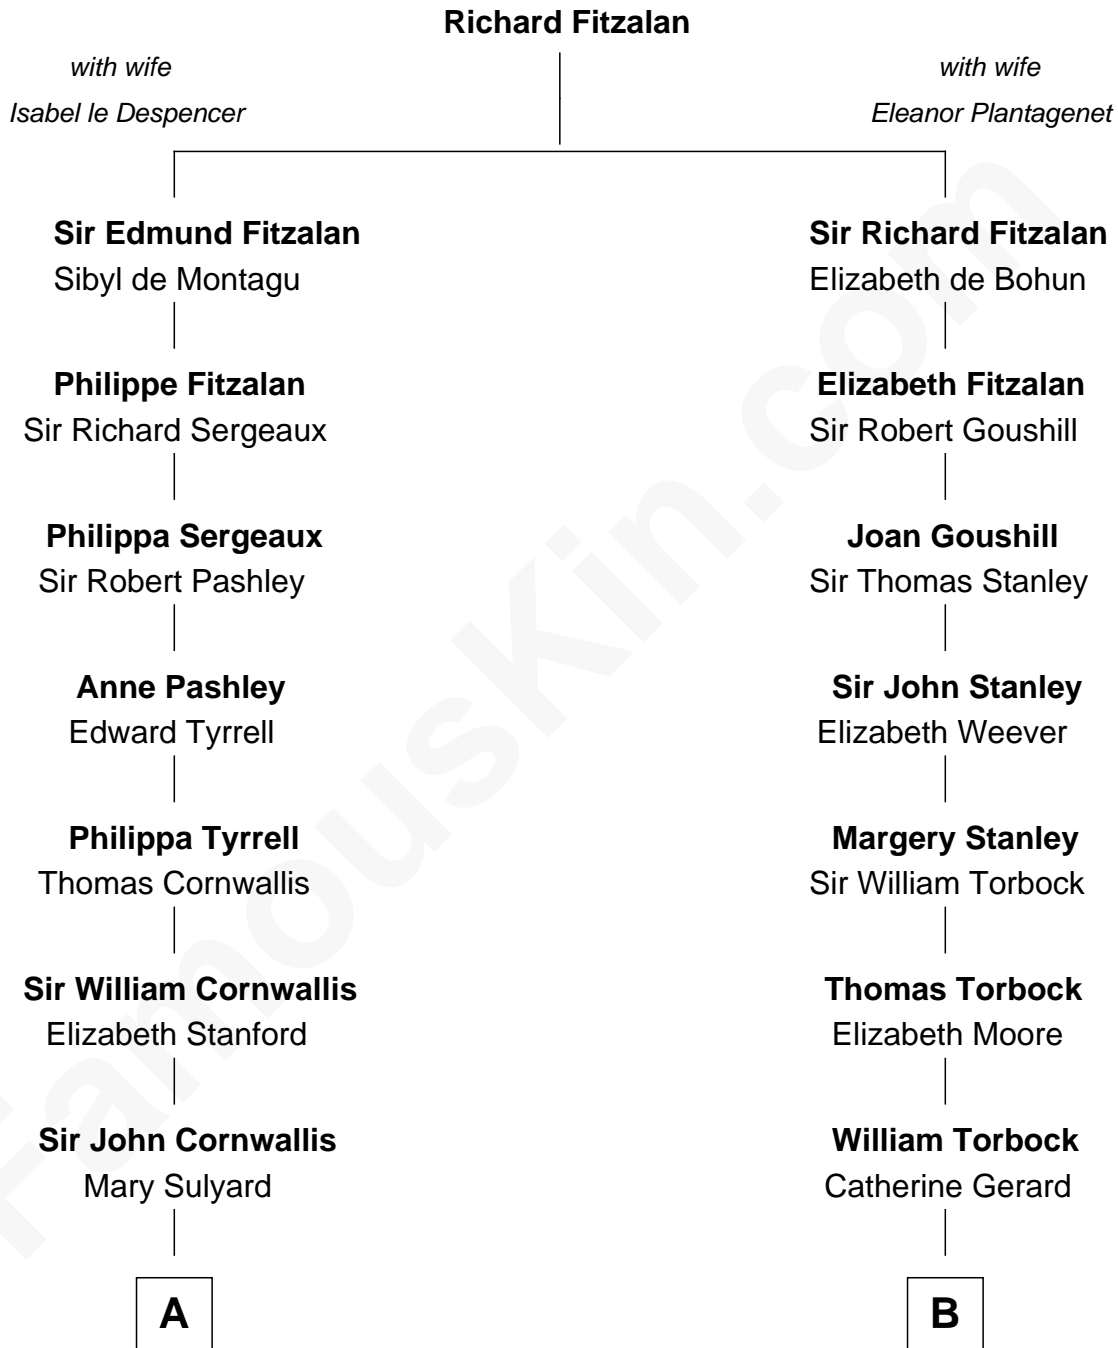 Richard Fitzalan
with wife
Isabel le Despencer
with wife
Eleanor Plantagenet
Sir Edmund Fitzalan
Sibyl de Montagu
Sir Richard Fitzalan
Elizabeth de Bohun
Philippe Fitzalan
Sir Richard Sergeaux
Elizabeth Fitzalan
Sir Robert Goushill
Philippa Sergeaux
Sir Robert Pashley
Joan Goushill
Sir Thomas Stanley
Anne Pashley
Edward Tyrrell
Sir John Stanley
Elizabeth Weever
Philippa Tyrrell
Thomas Cornwallis
Margery Stanley
Sir William Torbock
Sir William Cornwallis
Elizabeth Stanford
Thomas Torbock
Elizabeth Moore
Sir John Cornwallis
Mary Sulyard
William Torbock
Catherine Gerard
A
B
FamousKin.com